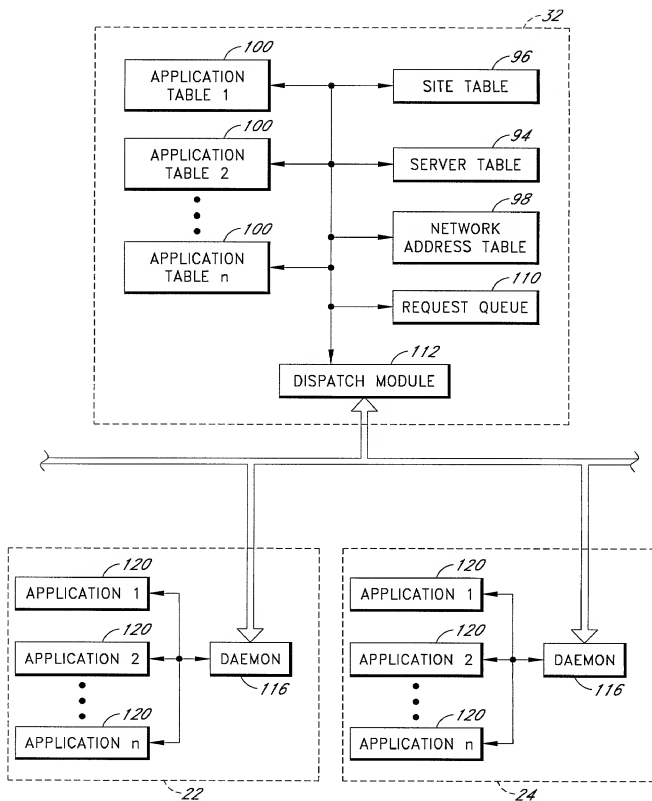 32
100
APPLICATION
TABLE 1
96
SITE TABLE
100
APPLICATION
TABLE 2
94
SERVER TABLE
100
APPLICATION
TABLE n
98
NETWORK
ADDRESS TABLE
110
REQUEST QUEUE
112
DISPATCH MODULE
120
APPLICATION 1
120
APPLICATION 2
DAEMON
116
120
APPLICATION n
22
120
APPLICATION 1
120
APPLICATION 2
DAEMON
116
120
APPLICATION n
24